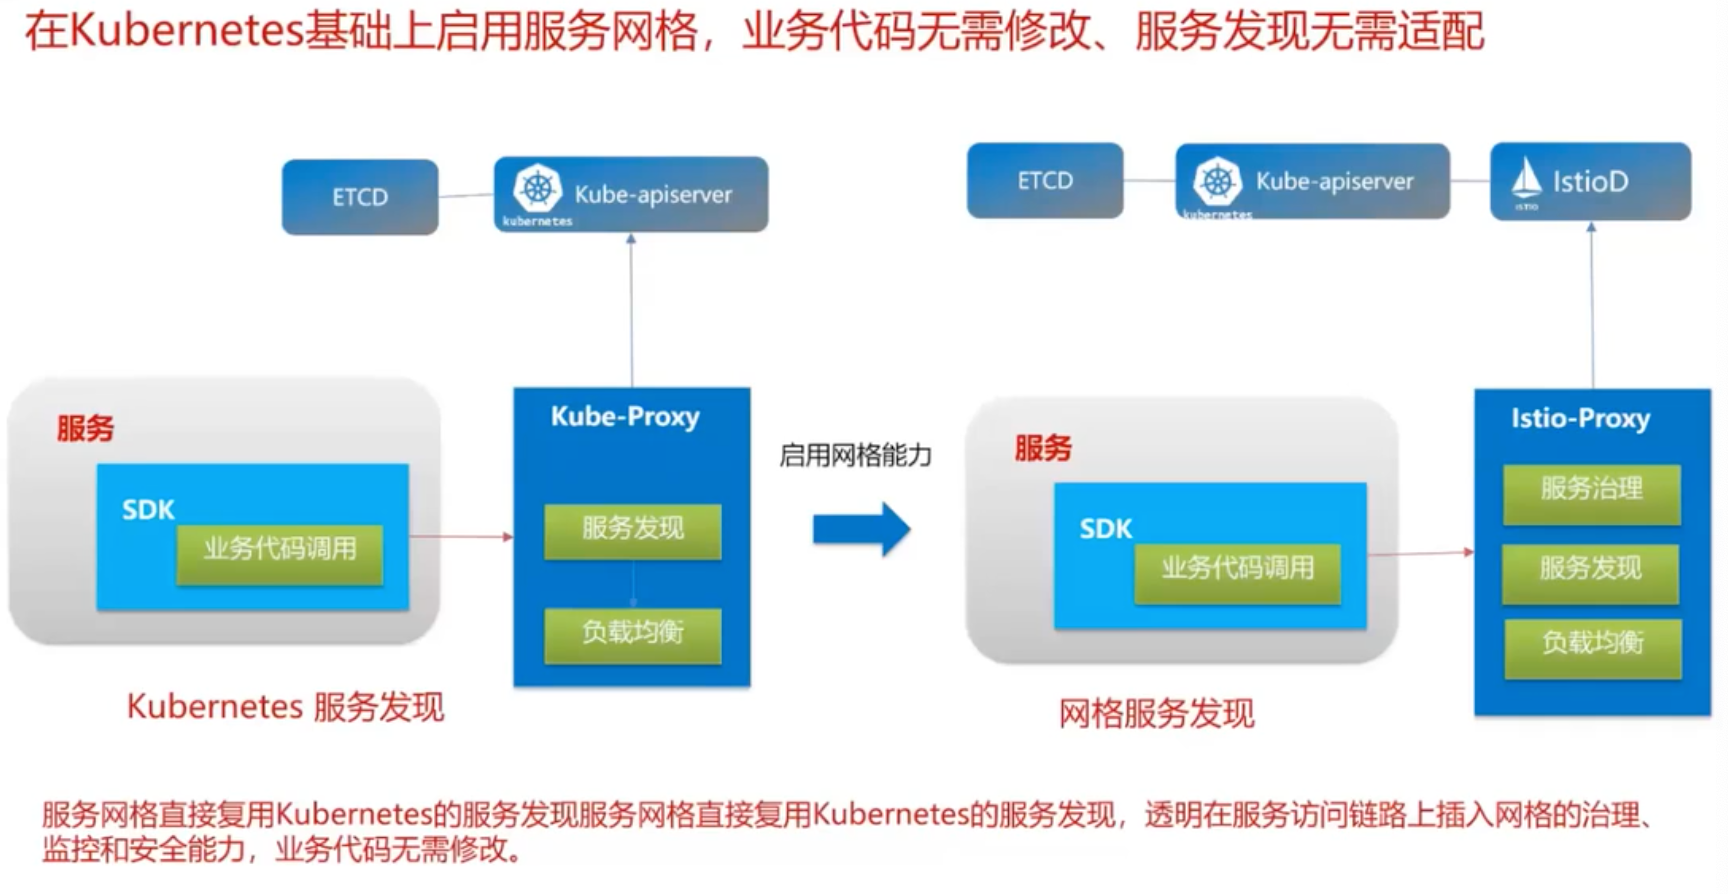 在Kubernetes基础上启用服务网格，业务代码无需修改、服务发现无需适配
ETCD
kubernetes
Kube-apiserver
ETCD
kubernetes
Kube-apiserver
ISTIO
IstioD
服务
SDK
业务代码调用
Kube-Proxy
服务发现
负载均衡
启用网格能力
服务
SDK
业务代码调用
Istio-Proxy
服务治理
服务发现
负载均衡
Kubernetes 服务发现
网格服务发现
服务网格直接复用Kubernetes的服务发现服务网格直接复用Kubernetes的服务发现，透明在服务访问链路上插入网格的治理、
监控和安全能力，业务代码无需修改。